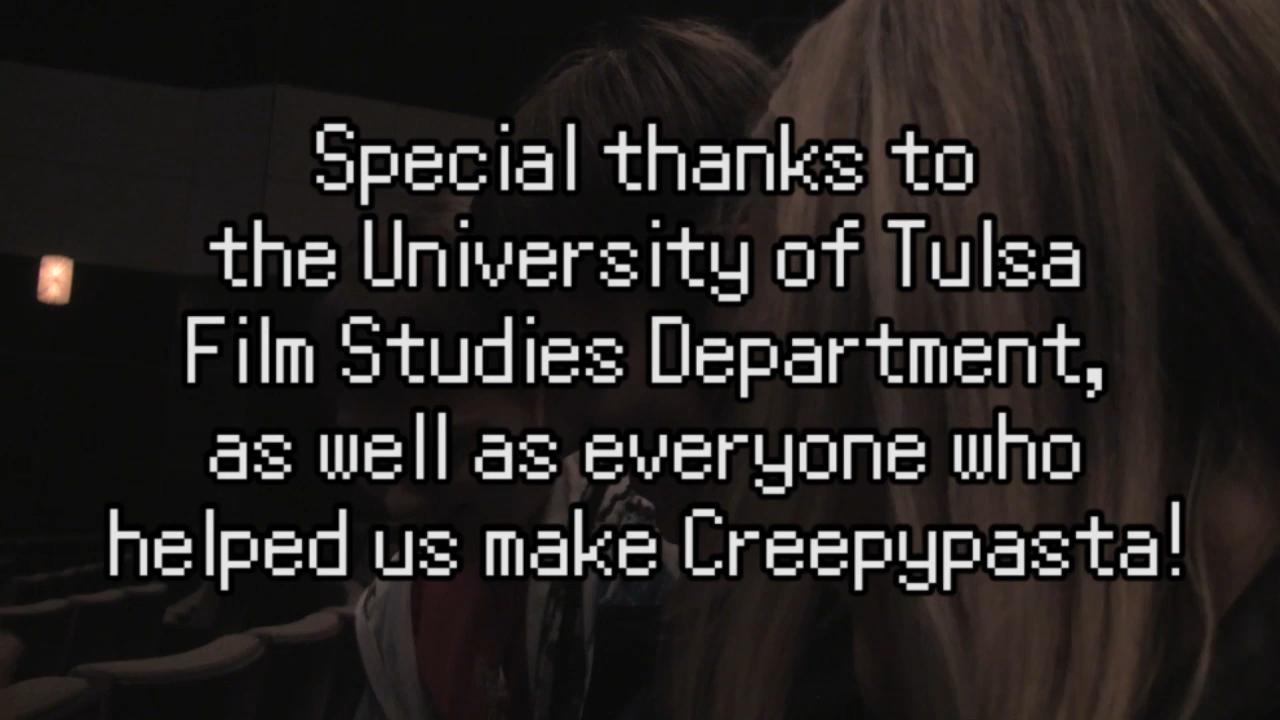 Special thanks to
the University of Tulsa
Film Studies Department,
as well as everyone who
helped us make Creepypasta!